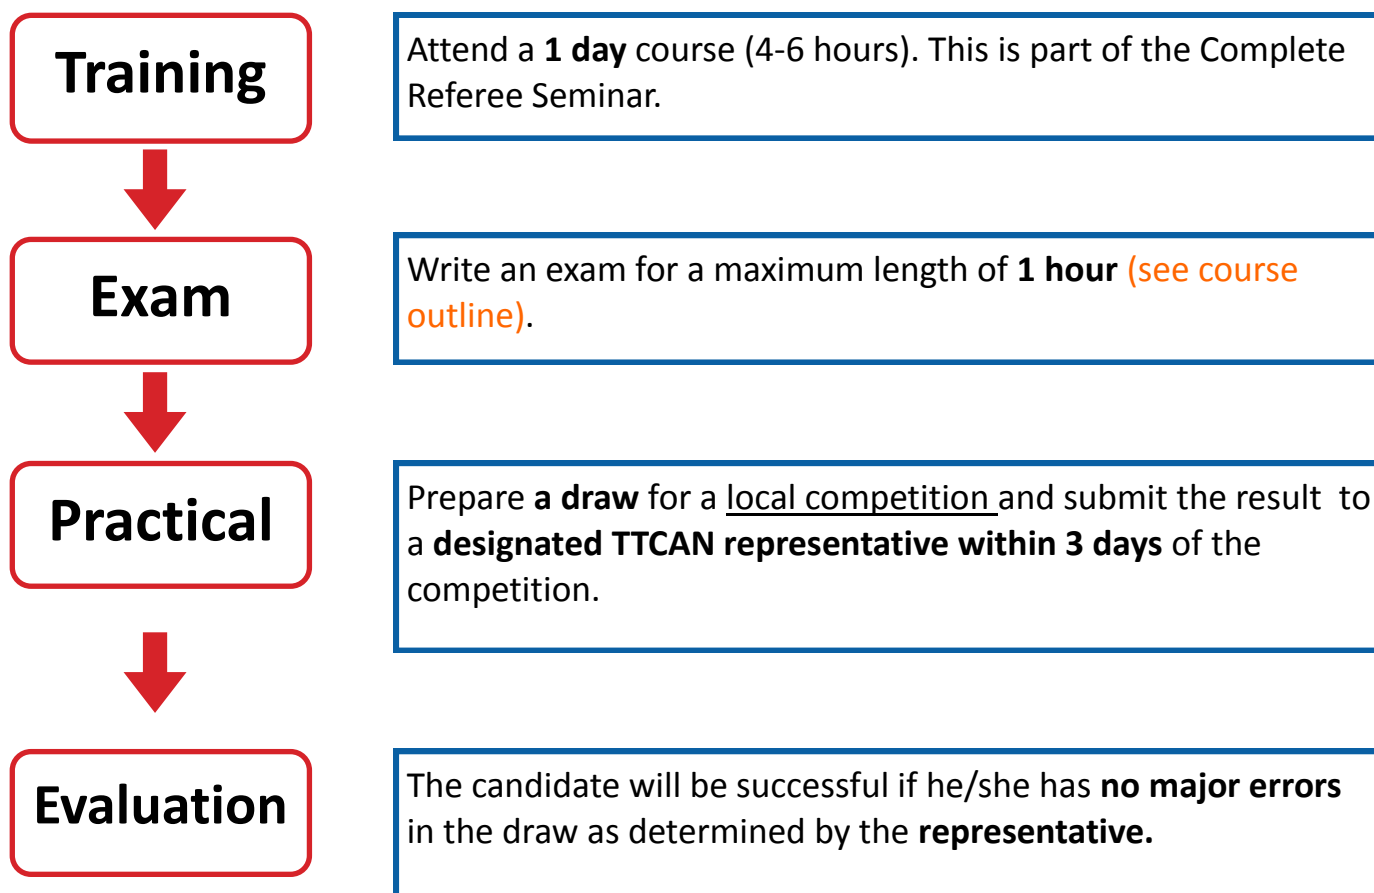 Training
Attend a 1 day course (4-6 hours). This is part of the Complete
Referee Seminar.
Exam
Write an exam for a maximum length of 1 hour (see course
outline).
Practical
Prepare a draw for a local competition and submit the result  to
a designated TTCAN representative within 3 days of the
competition.
Evaluation
The candidate will be successful if he/she has no major errors
in the draw as determined by the representative.